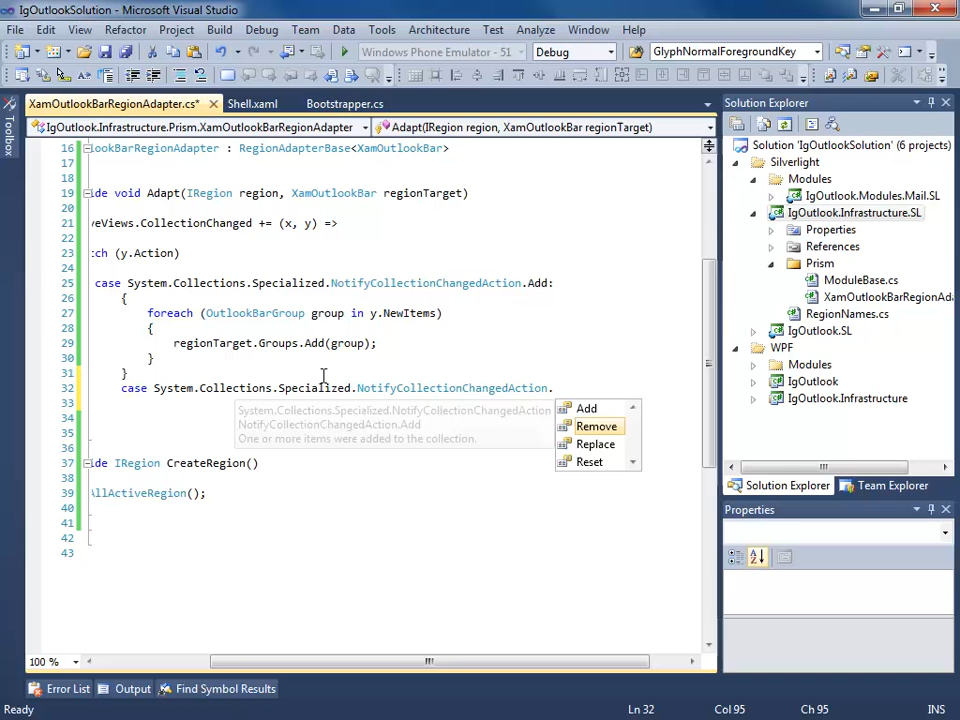 IgOutlookSolution - Microsoft Visual Studio
File Edit View Refactor Project Build Debug Team Data Tools Architecture Test Analyze Window Help
Windows Phone Emulator - 51 Debug GlyphNormalForegroundKey
XamOutlookBarRegionAdapter.cs* Shell.xaml Bootstrapper.cs
IgOutlook.Infrastructure.Prism.XamOutlookBarRegionAdapter Adapt(IRegion region, XamOutlookBar regionTarget)
Toolbox
16 lookBarRegionAdapter : RegionAdapterBase<XamOutlookBar>
17
18
19 ide void Adapt(IRegion region, XamOutlookBar regionTarget)
20
21 veViews.CollectionChanged += (x, y) =>
22
23 tch (y.Action)
24
25 case System.Collections.Specialized.NotifyCollectionChangedAction.Add:
26 {
27 foreach (OutlookBarGroup group in y.NewItems)
28 {
29 regionTarget.Groups.Add(group);
30 }
31 }
32 case System.Collections.Specialized.NotifyCollectionChangedAction.
33
34
35
36
37 ide IRegion CreateRegion()
38
39 AllActiveRegion();
40
41
42
43
System.Collections.Specialized.NotifyCollectionChangedAction
NotifyCollectionChangedAction.Add
One or more items were added to the collection.
Add
Remove
Replace
Reset
100 %
Solution Explorer
Solution 'IgOutlookSolution' (6 projects)
Silverlight
Modules
IgOutlook.Modules.Mail.SL
IgOutlook.Infrastructure.SL
Properties
References
Prism
ModuleBase.cs
XamOutlookBarRegionAda
RegionNames.cs
IgOutlook.SL
WPF
Modules
IgOutlook
IgOutlook.Infrastructure
Solution Explorer Team Explorer
Properties
Error List Output Find Symbol Results
Ready Ln 32 Col 95 Ch 95 INS